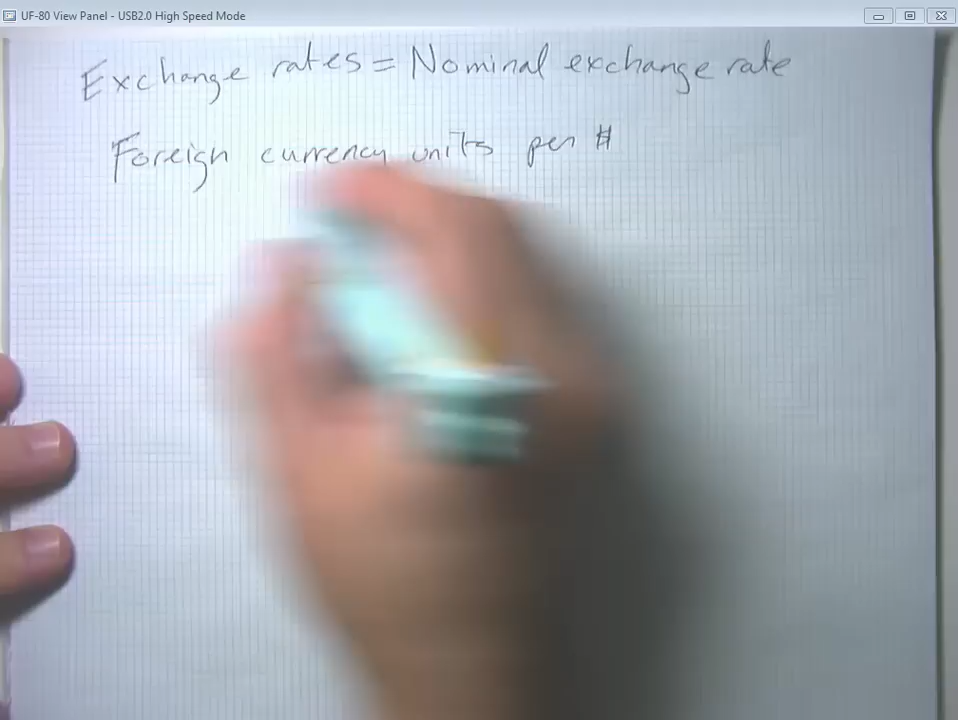 UF-80 View Panel - USB2.0 High Speed Mode
Exchange rates = Nominal exchange rate
Foreign currency units per #